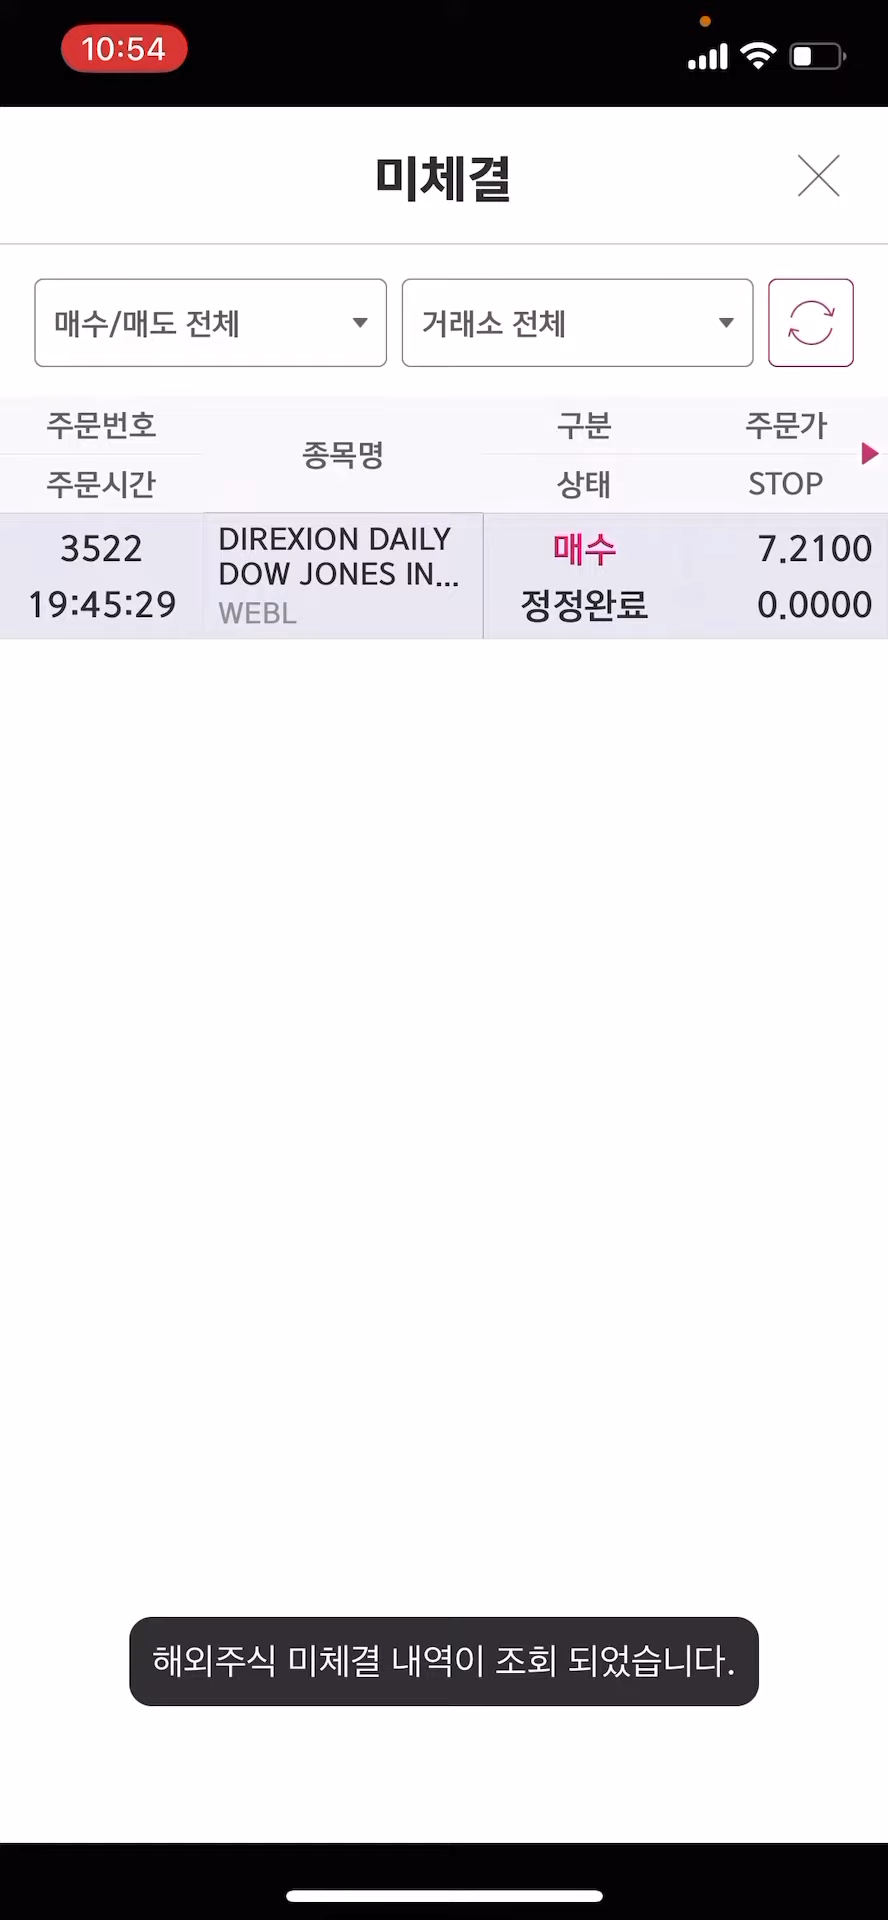 10:54
미체결
매수/매도 전체
거래소 전체
주문번호
주문시간
종목명
구분
상태
주문가
STOP
3522
19:45:29
DIREXION DAILY
DOW JONES IN...
WEBL
매수
정정완료
7.2100
0.0000
해외주식 미체결 내역이 조회 되었습니다.